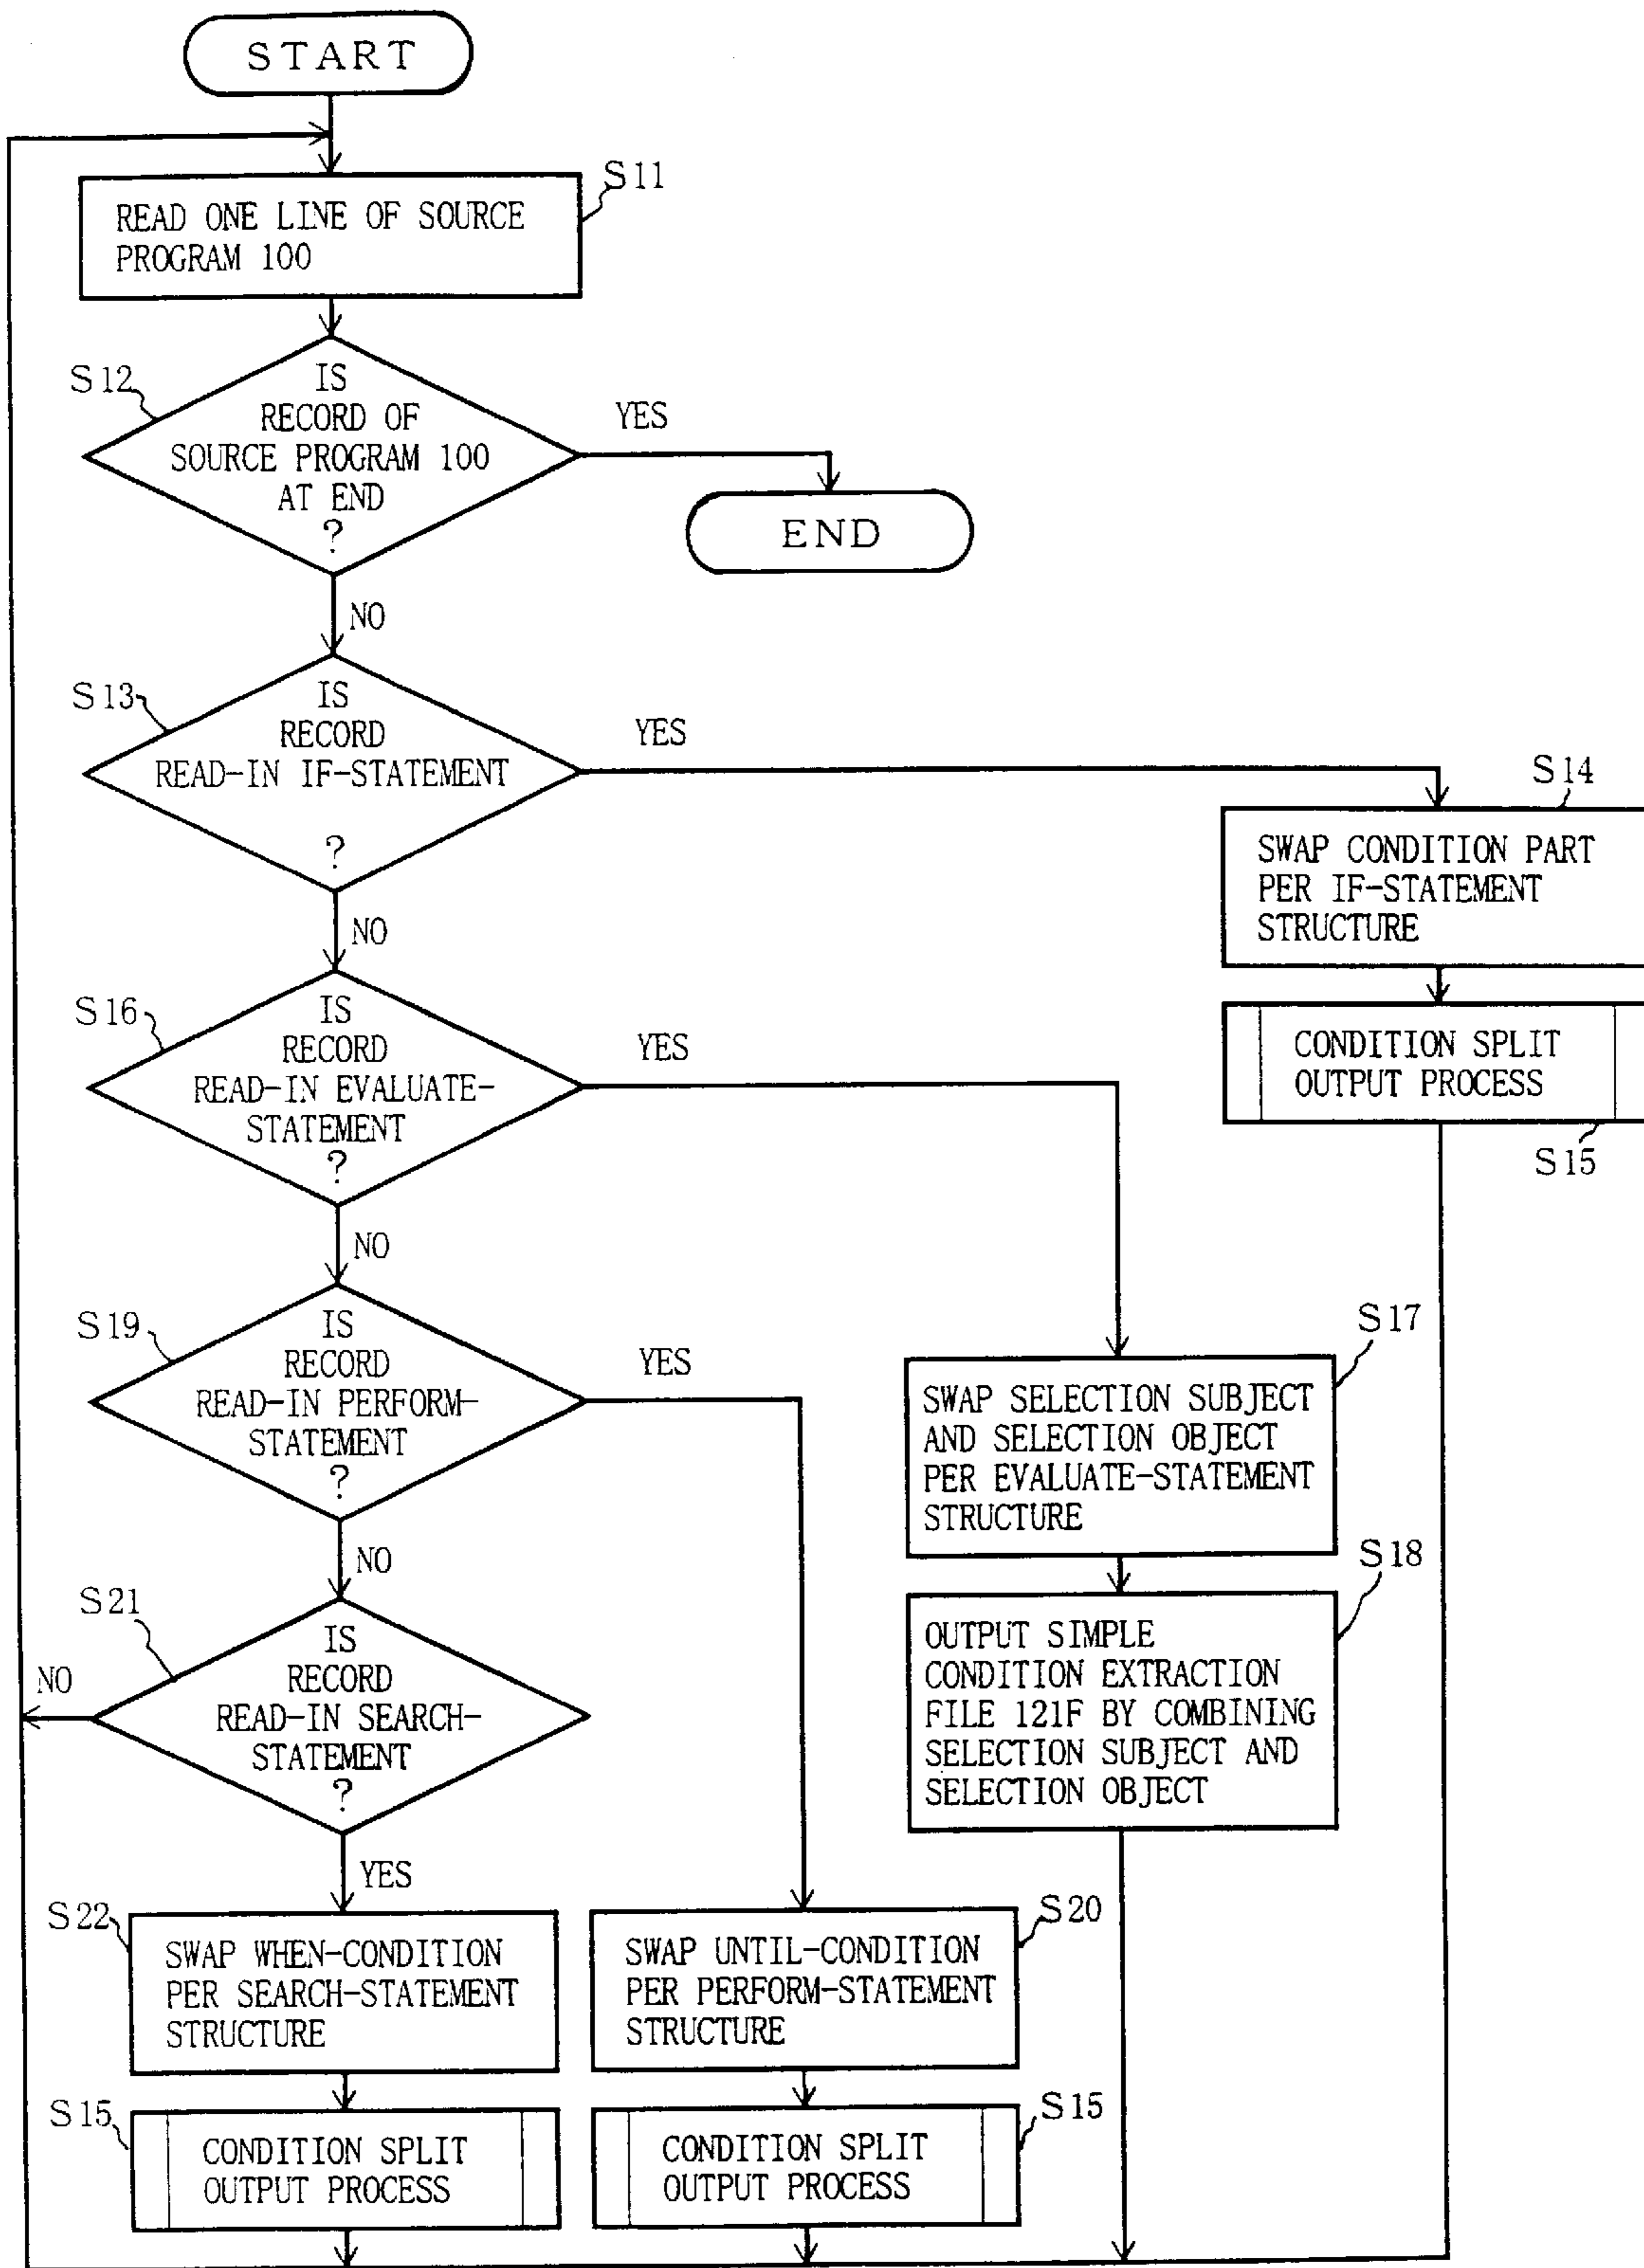 START
S11
READ ONE LINE OF SOURCE
PROGRAM 100
S12
IS
RECORD OF
SOURCE PROGRAM 100
AT END
?
YES
END
NO
S13
IS
RECORD
READ-IN IF-STATEMENT
?
YES
S14
SWAP CONDITION PART
PER IF-STATEMENT
STRUCTURE
CONDITION SPLIT
OUTPUT PROCESS
S15
NO
S16
IS
RECORD
READ-IN EVALUATE-
STATEMENT
?
YES
S17
SWAP SELECTION SUBJECT
AND SELECTION OBJECT
PER EVALUATE-STATEMENT
STRUCTURE
S18
OUTPUT SIMPLE
CONDITION EXTRACTION
FILE 121F BY COMBINING
SELECTION SUBJECT AND
SELECTION OBJECT
NO
S19
IS
RECORD
READ-IN PERFORM-
STATEMENT
?
YES
S20
SWAP UNTIL-CONDITION
PER PERFORM-STATEMENT
STRUCTURE
S15
CONDITION SPLIT
OUTPUT PROCESS
NO
S21
IS
RECORD
READ-IN SEARCH-
STATEMENT
?
NO
YES
S22
SWAP WHEN-CONDITION
PER SEARCH-STATEMENT
STRUCTURE
S15
CONDITION SPLIT
OUTPUT PROCESS